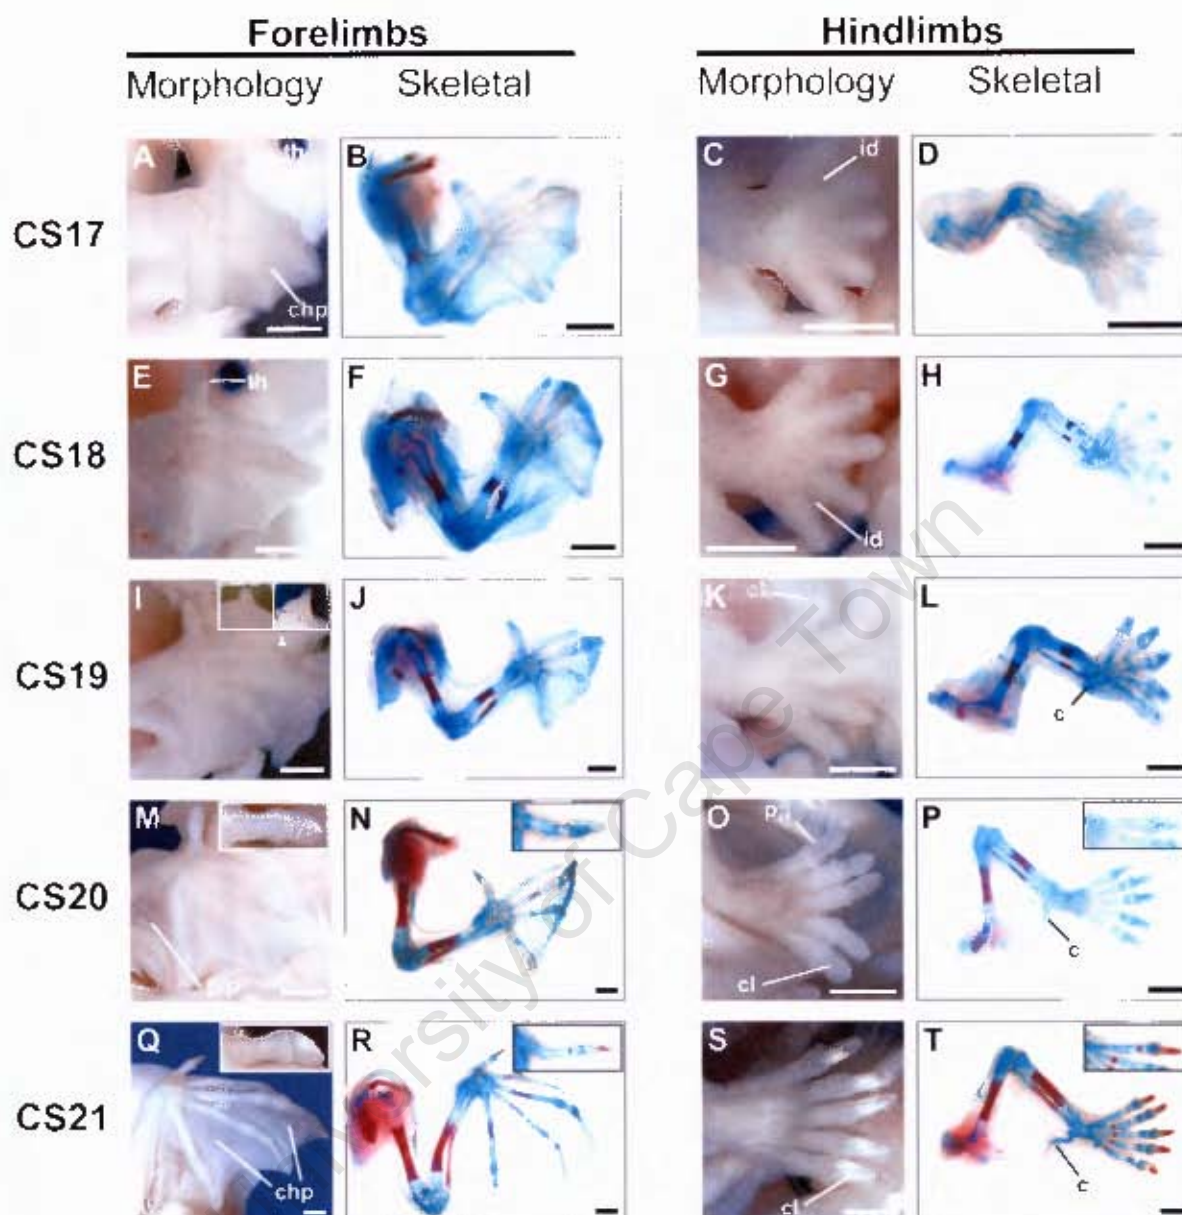 Forelimbs Hindlimbs
Morphology Skeletal Morphology Skeletal
CS17
A th chp
B
C id
D
CS18
E th
F
G id
H
CS19
I
J
K
L c
CS20
M
N
O
cl
P c
CS21
Q chp
R
S cl
T c
University of Cape Town